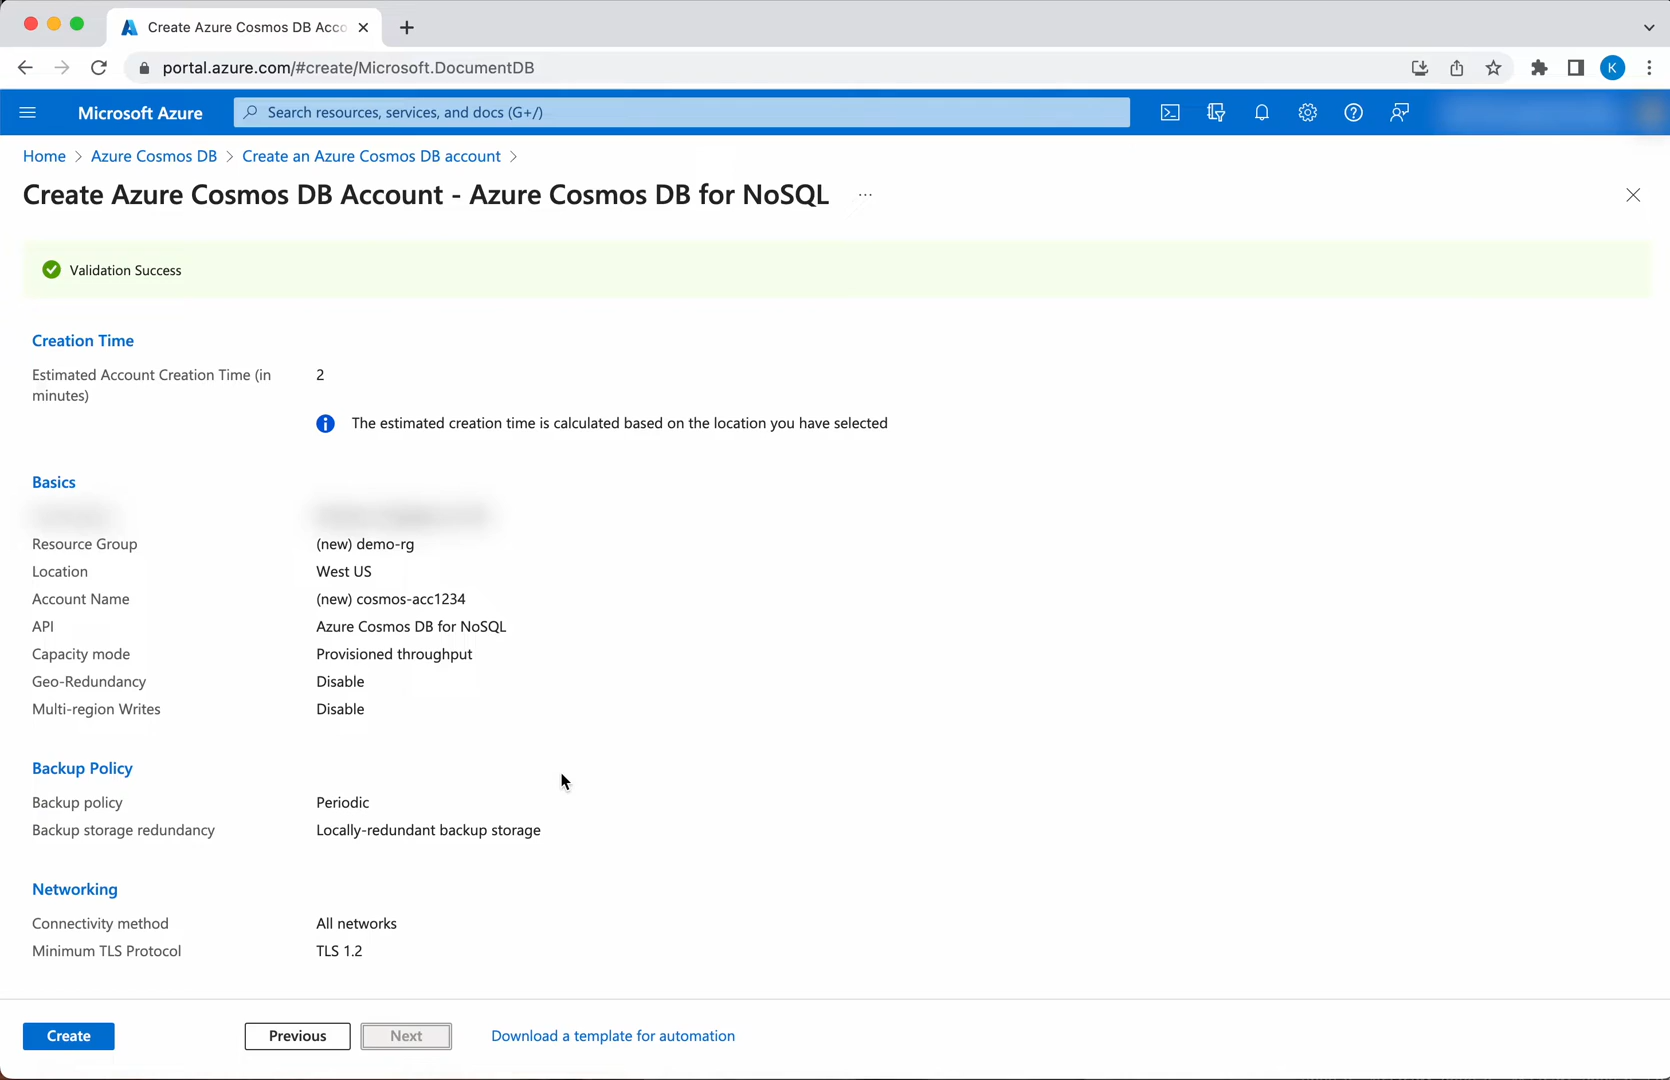 Create Azure Cosmos DB Acco
portal.azure.com/#create/Microsoft.DocumentDB
K
Microsoft Azure
Search resources, services, and docs (G+/)
Home > Azure Cosmos DB > Create an Azure Cosmos DB account >
Create Azure Cosmos DB Account - Azure Cosmos DB for NoSQL ...
Validation Success
Creation Time
Estimated Account Creation Time (in
minutes)
2
The estimated creation time is calculated based on the location you have selected
Basics
Resource Group (new) demo-rg
Location West US
Account Name (new) cosmos-acc1234
API Azure Cosmos DB for NoSQL
Capacity mode Provisioned throughput
Geo-Redundancy Disable
Multi-region Writes Disable
Backup Policy
Backup policy Periodic
Backup storage redundancy Locally-redundant backup storage
Networking
Connectivity method All networks
Minimum TLS Protocol TLS 1.2
Create Previous Next Download a template for automation